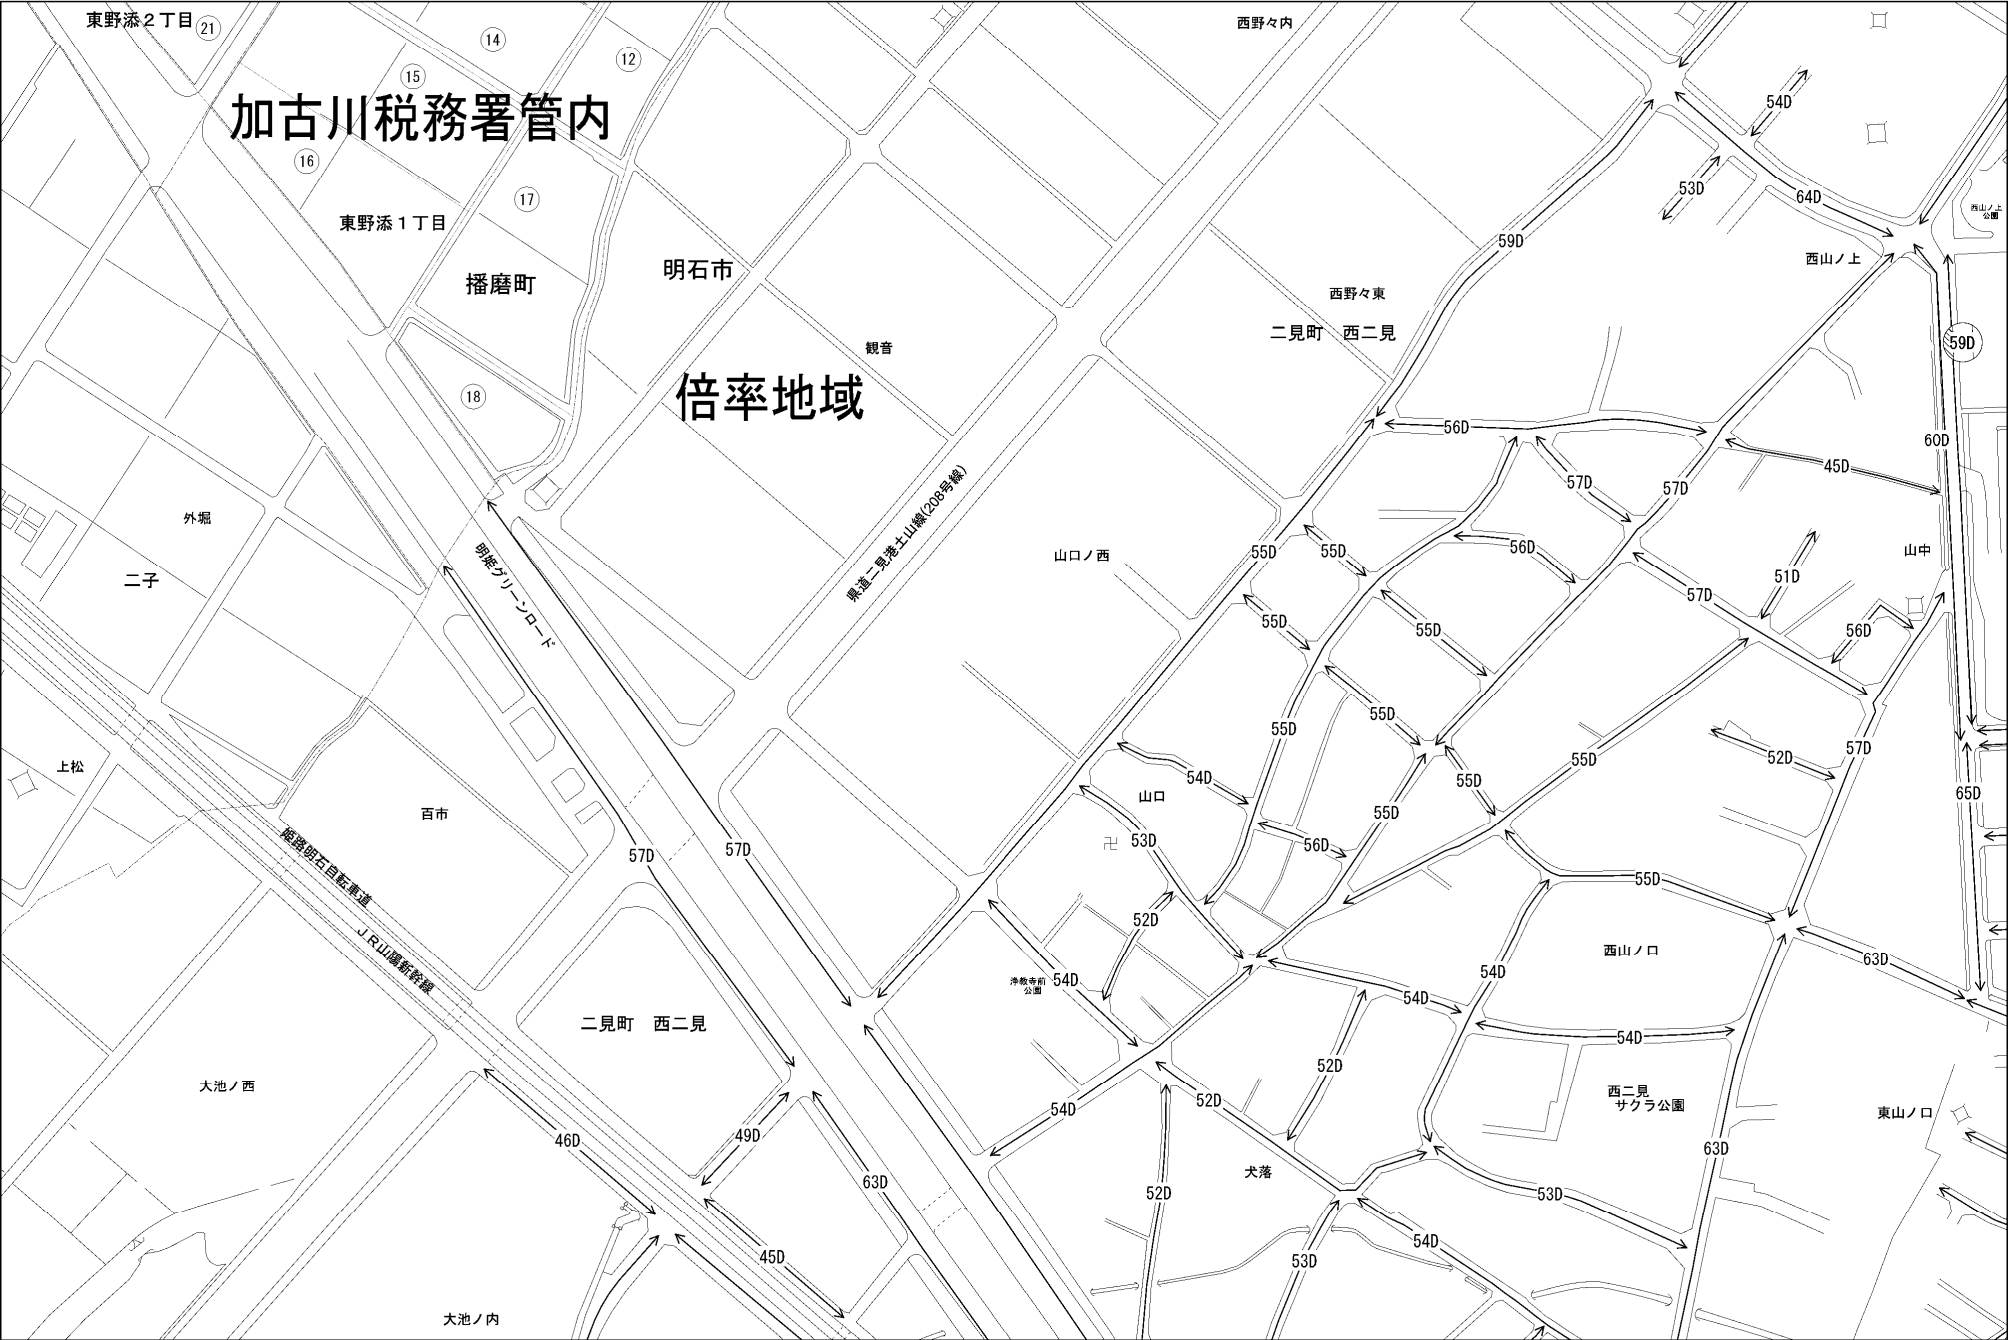 東野添２丁目
21
14
12
西野々内
15
加古川税務署管内
54D
16
53D
64D
17
西山ノ上
公園
東野添１丁目
59D
西山ノ上
明石市
播磨町
西野々東
二見町　西二見
観音
59D
18
倍率地域
56D
60D
45D
57D
57D
県道二見港土山線(208号線)
外堀
明姫グリーンロード
山口ノ西
55D
55D
56D
山中
二子
51D
57D
55D
55D
56D
55D
55D
57D
上松
54D
55D
55D
52D
山口
65D
百市
55D
53D
56D
57D
57D
姫路明石自転車道
55D
52D
ＪＲ山陽新幹線
西山ノ口
63D
54D
浄教寺前
公園
54D
54D
二見町　西二見
54D
52D
大池ノ西
西二見
サクラ公園
52D
54D
東山ノ口
46D
49D
63D
犬落
63D
52D
53D
54D
45D
53D
大池ノ内